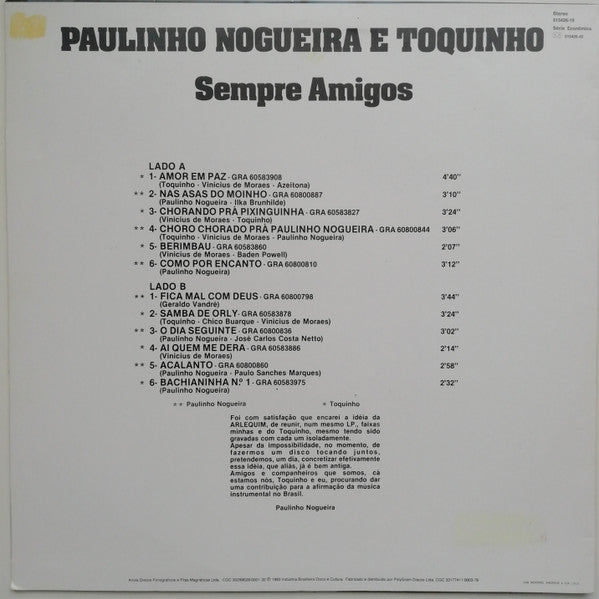 Stereo
PAULINHO NOGUEIRA E TOQUINHO
Série Econômica
Sempre Amigos
LADO A
* 1- AMOR EM PAZ - GRA 60583908 4'40"
(Toquinho - Vinicius de Moraes - Azeitona)
** 2- NAS ASAS DO MOINHO - GRA 60800887 3'10"
(Paulinho Nogueira - Ilka Brunhilde)
* 3- CHORANDO PRÁ PIXINGUINHA - GRA 60583827 3'24"
(Vinicius de Moraes - Toquinho)
** 4- CHORO CHORADO PRÁ PAULINHO NOGUEIRA - GRA 60800844 3'06"
(Toquinho - Vinicius de Moraes - Paulinho Nogueira)
* 5- BERIMBAU - GRA 60583860 2'07"
(Vinicius de Moraes - Baden Powell)
** 6- COMO POR ENCANTO - GRA 60800810 3'12"
(Paulinho Nogueira)
LADO B
** 1- FICA MAL COM DEUS - GRA 60800798 3'44"
(Geraldo Vandré)
* 2- SAMBA DE ORLY - GRA 60583878 3'24"
(Toquinho - Chico Buarque - Vinicius de Moraes)
** 3- O DIA SEGUINTE - GRA 60800836 3'02"
(Paulinho Nogueira - José Carlos Costa Netto)
* 4- AI QUEM ME DERA - GRA 60583886 2'14"
(Vinicius de Moraes)
** 5- ACALANTO - GRA 60800860 2'58"
(Paulinho Nogueira - Paulo Sanches Marques)
* 6- BACHIANINHA N.º 1 - GRA 60583975 2'32"
(Paulinho Nogueira)
** Paulinho Nogueira * Toquinho
Foi com satisfação que encarei a idéia da
ARLEQUIM, de reunir, num mesmo LP., faixas
minhas e do Toquinho, mesmo tendo sido
gravadas com cada um isoladamente.
Apesar da impossibilidade, no momento, de
fazermos um disco tocando juntos,
pretendemos, um dia, concretizar efetivamente
essa idéia, que aliás, já é bem antiga.
Amigos e companheiros que somos, cá
estamos nós, Toquinho e eu, procurando dar
uma contribuição para a afirmação da música
instrumental no Brasil.
Paulinho Nogueira